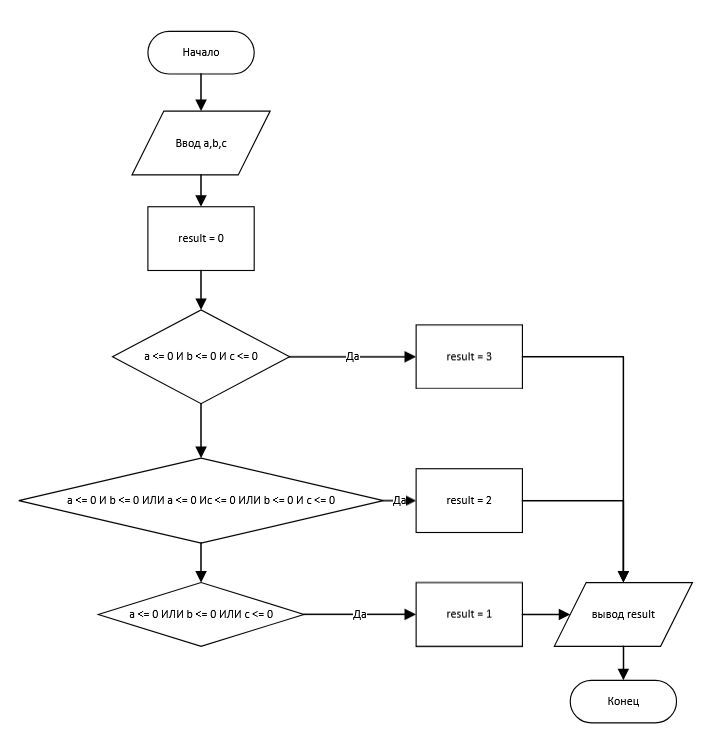 Начало
Ввод a,b,c
result = 0
a <= 0 И b <= 0 И c <= 0
Да
result = 3
a <= 0 И b <= 0 ИЛИ a <= 0 Иc <= 0 ИЛИ b <= 0 И c <= 0
Да
result = 2
a <= 0 ИЛИ b <= 0 ИЛИ c <= 0
Да
result = 1
вывод result
Конец